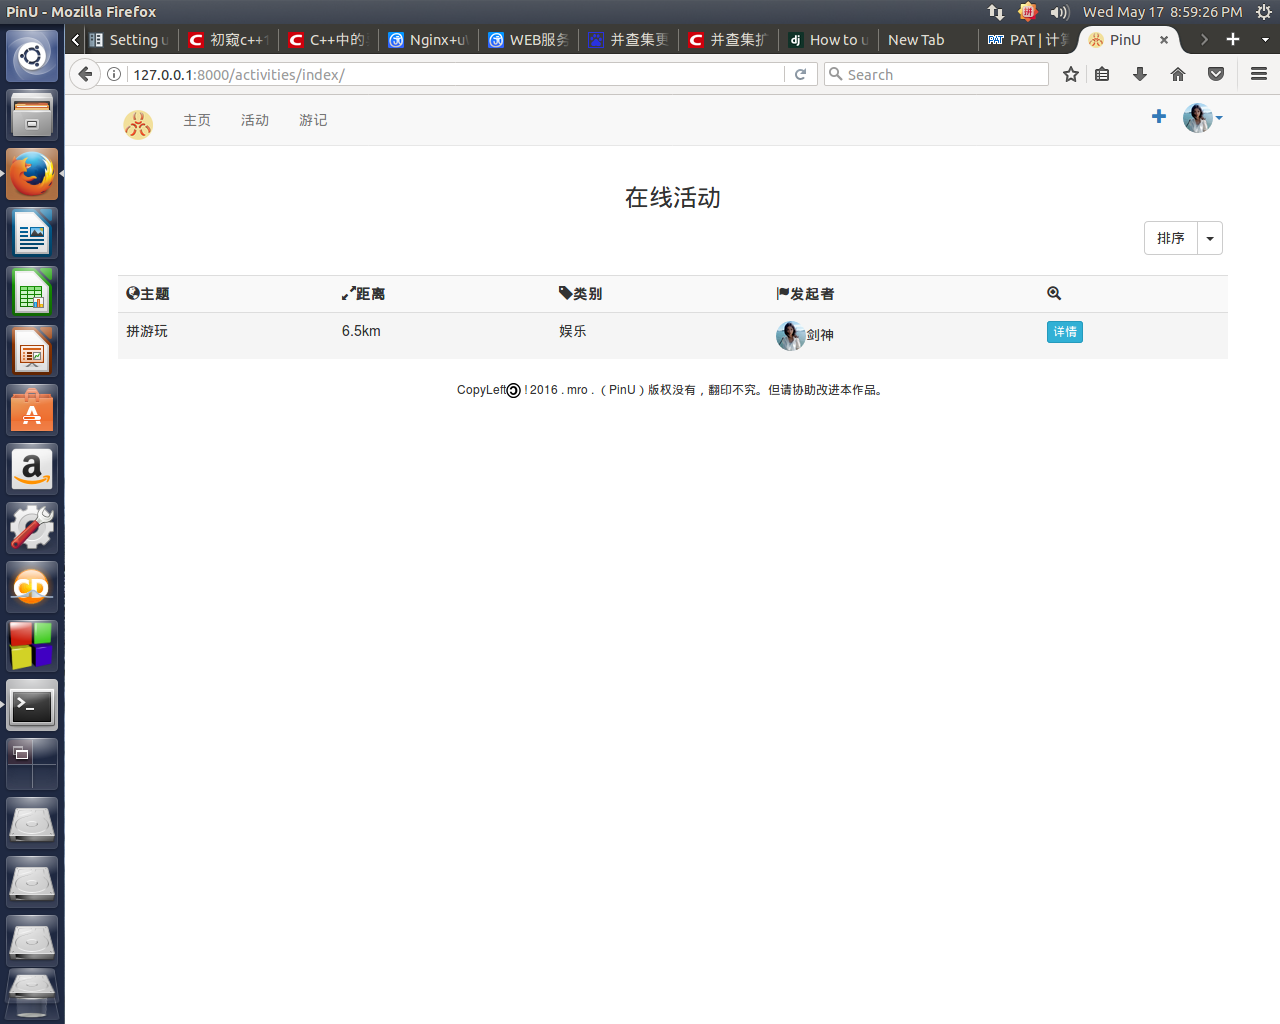 PinU - Mozilla Firefox
拼
Wed May 17 8:59:26 PM
Setting u
初窥c++1
C++中的
Nginx+u\
WEB服务
并查集更
并查集扩
dj How to u
New Tab
PAT PAT | 计算
PinU
127.0.0.1:8000/activities/index/
Search
主页 活动 游记
在线活动
排序
主题 距离 类别 发起者
拼游玩 6.5km 娱乐 剑神 详情
CopyLeft ! 2016 . mro . （PinU）版权没有，翻印不究。但请协助改进本作品。